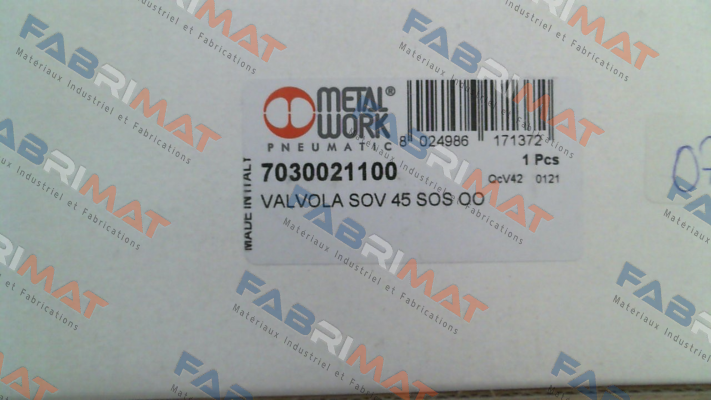 METAL®
WORK
PNEUMATIC
8 024986 171372
7030021100
1 Pcs
QcV42 0121
VALVOLA SOV 45 SOS OO
MADE IN ITALY
FABRIMAT
Matériaux Industriel et Fabrications